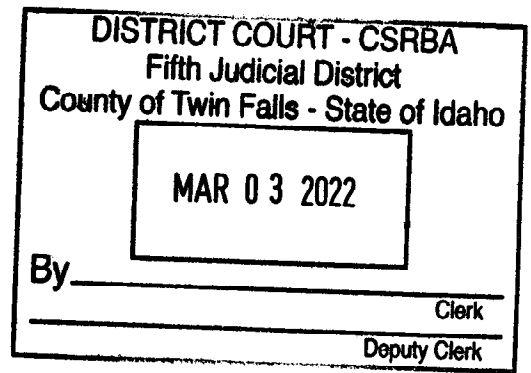 DISTRICT COURT - CSRBA
Fifth Judicial District
County of Twin Falls - State of Idaho
MAR 03 2022
By
Clerk
Deputy Clerk